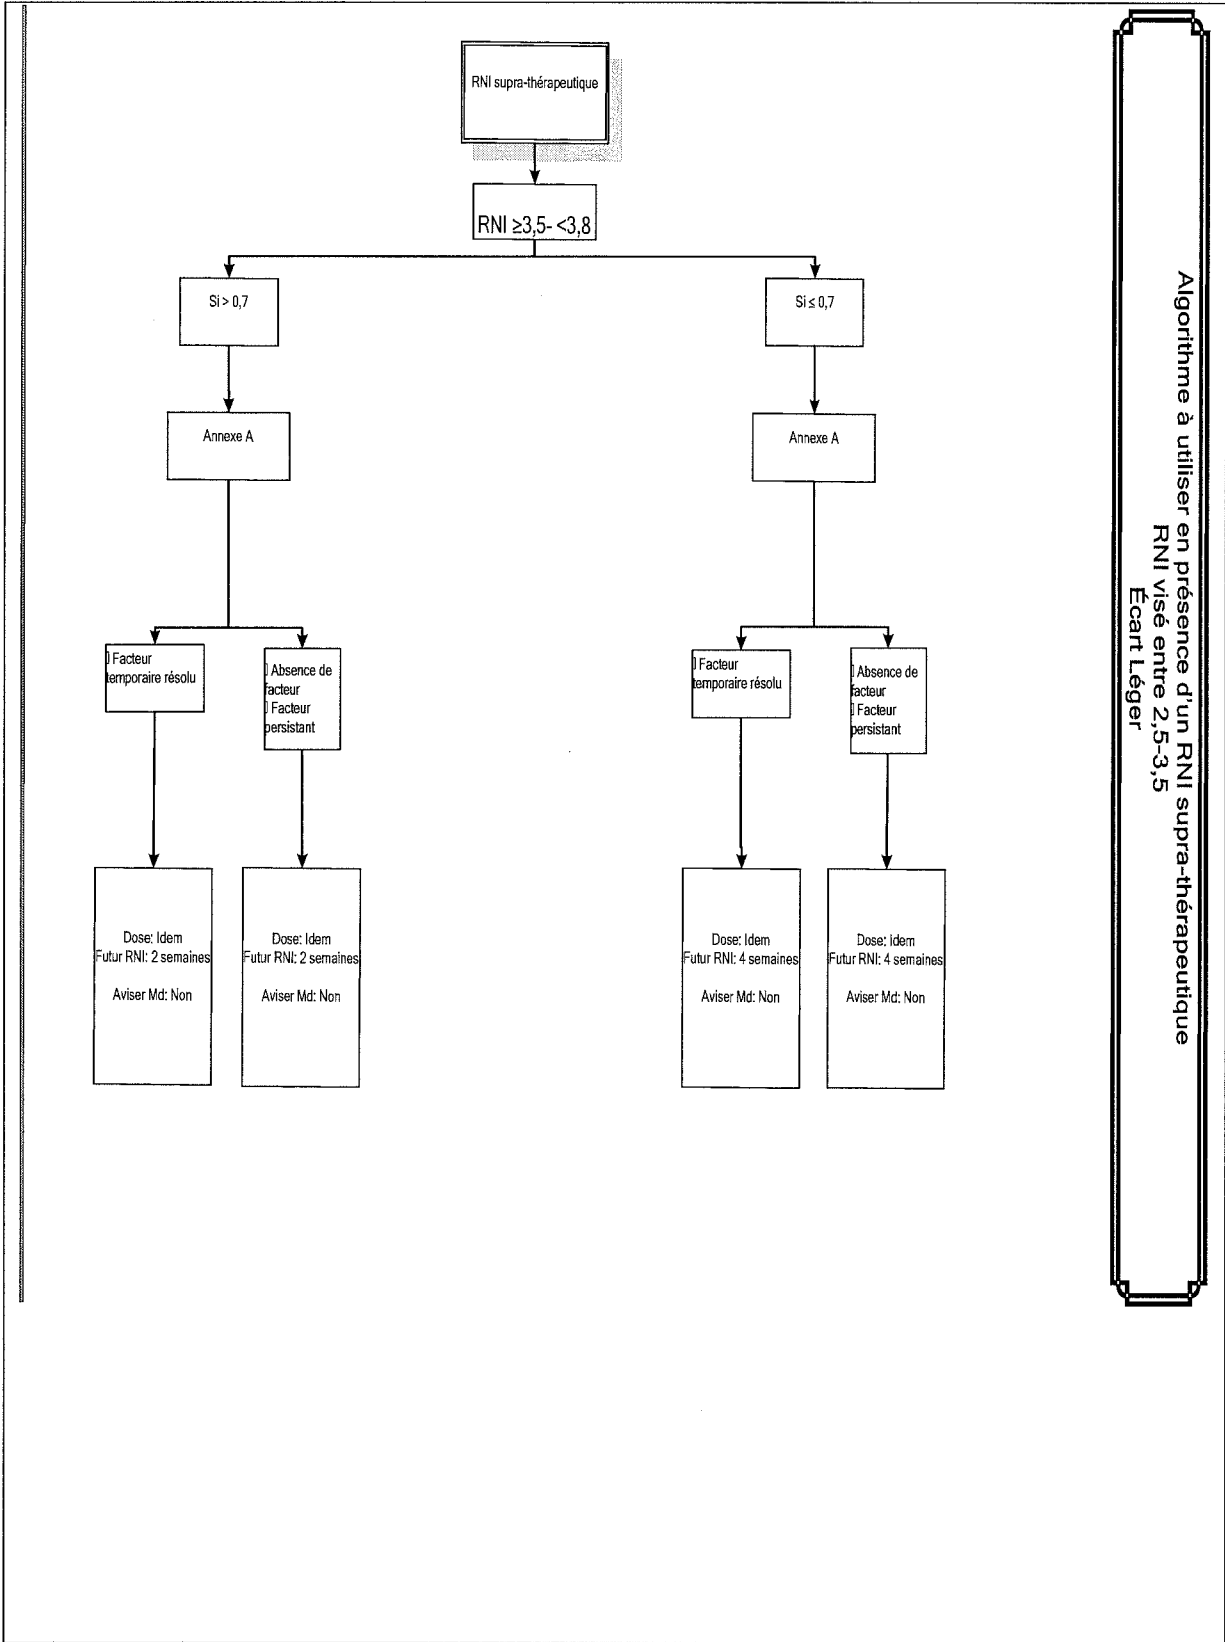 Algorithme à utiliser en présence d'un RNI supra-thérapeutique
RNI visé entre 2,5-3,5
Écart Léger
RNI supra-thérapeutique
RNI ≥3,5- <3,8
Si > 0,7
Si ≤ 0,7
Annexe A
Annexe A
Facteur
temporaire résolu
Absence de
facteur
Facteur
persistant
Facteur
temporaire résolu
Absence de
facteur
Facteur
persistant
Dose: Idem
Futur RNI: 2 semaines
Aviser Md: Non
Dose: Idem
Futur RNI: 2 semaines
Aviser Md: Non
Dose: Idem
Futur RNI: 4 semaines
Aviser Md: Non
Dose: Idem
Futur RNI: 4 semaines
Aviser Md: Non